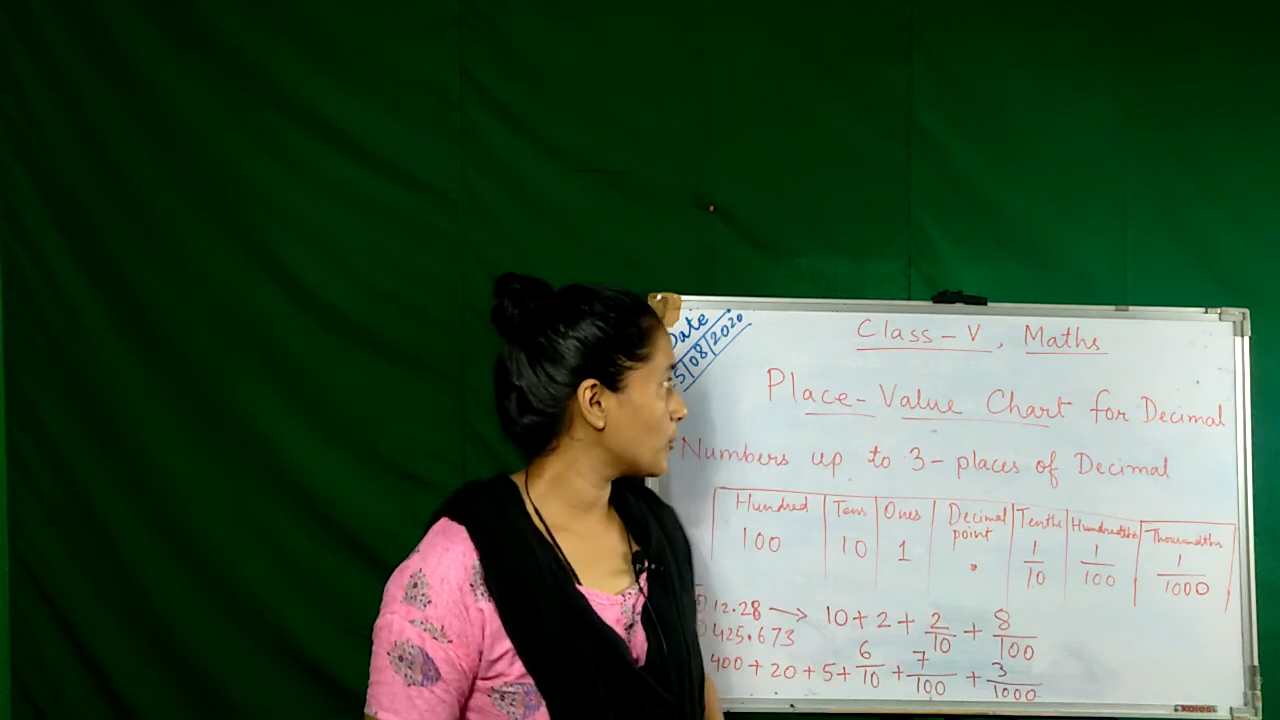 Date
5|08|2020
Class-V, Maths
Place-Value Chart for Decimal
Numbers up to 3-places of Decimal
Hundred Tens Ones Decimal point Tenths Hundredths Thousandths
100 10 1 . 1/10 1/100 1/1000
12.28 → 10+2+2/10+8/100
425.673
400+20+5+6/10+7/100+3/1000